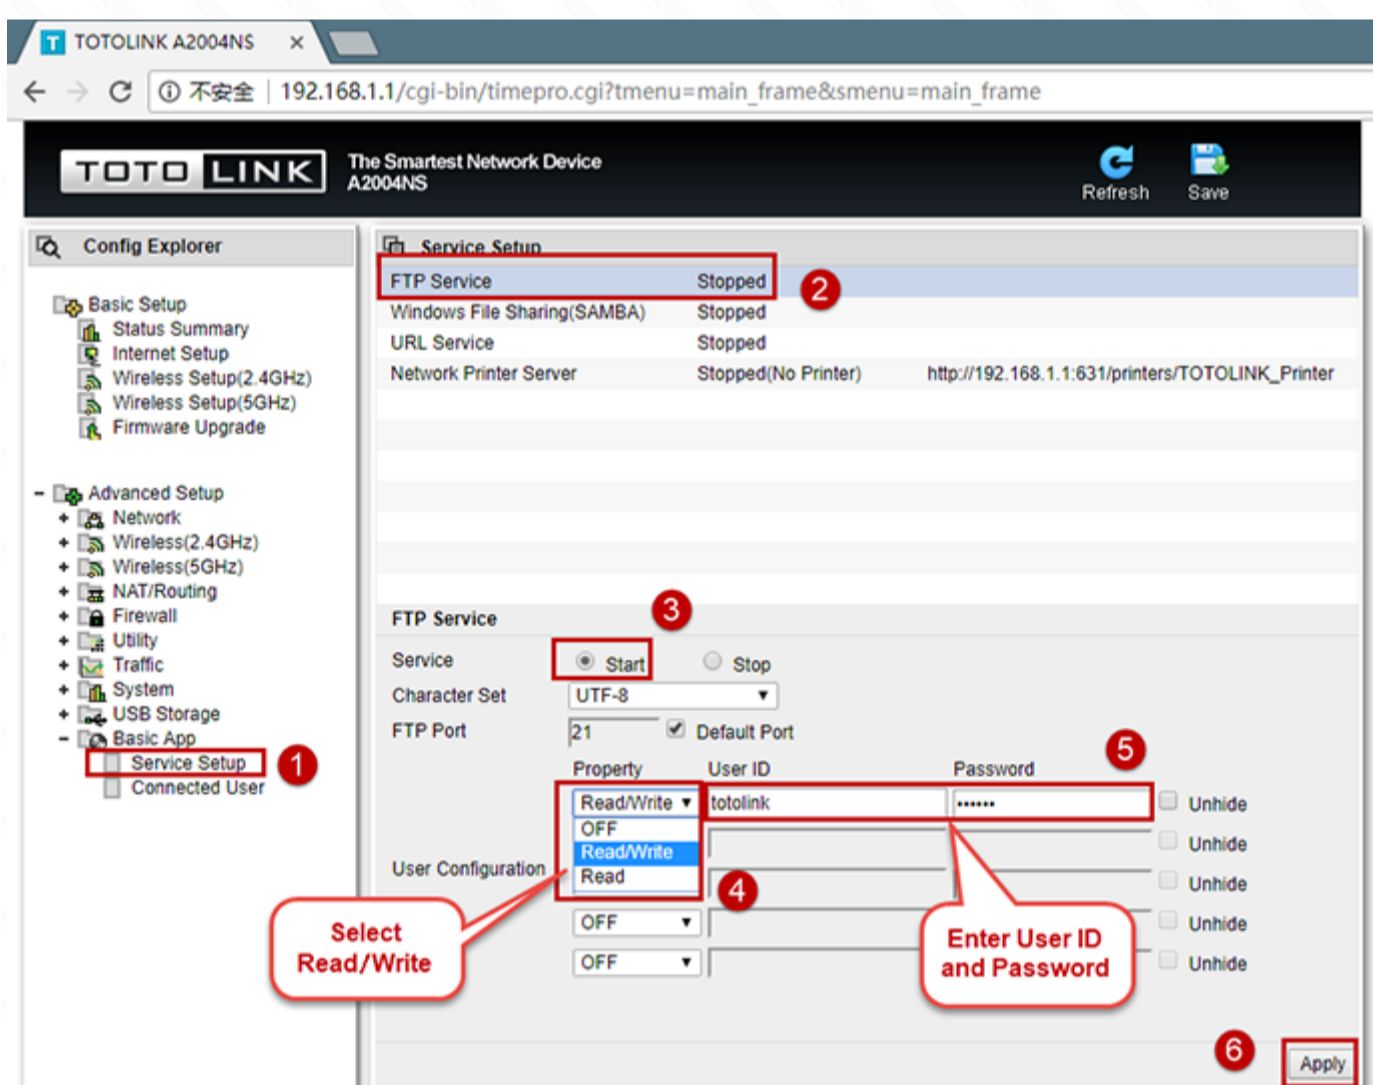 TOTOLINK A2004NS ×
不安全 | 192.168.1.1/cgi-bin/timepro.cgi?tmenu=main_frame&smenu=main_frame
TOTO LINK
The Smartest Network Device
A2004NS
Refresh
Save
Config Explorer
Basic Setup
Status Summary
Internet Setup
Wireless Setup(2.4GHz)
Wireless Setup(5GHz)
Firmware Upgrade
Advanced Setup
Network
Wireless(2.4GHz)
Wireless(5GHz)
NAT/Routing
Firewall
Utility
Traffic
System
USB Storage
Basic App
Service Setup 1
Connected User
Service Setup
FTP Service Stopped 2
Windows File Sharing(SAMBA) Stopped
URL Service Stopped
Network Printer Server Stopped(No Printer) http://192.168.1.1:631/printers/TOTOLINK_Printer
3
FTP Service
Service Start Stop
Character Set UTF-8
FTP Port 21 Default Port
5
Property User ID Password
Read/Write totolink •••••• Unhide
OFF
Read/Write Unhide
User Configuration Read Unhide
4
OFF Unhide
OFF Unhide
Select
Read/Write
Enter User ID
and Password
6
Apply